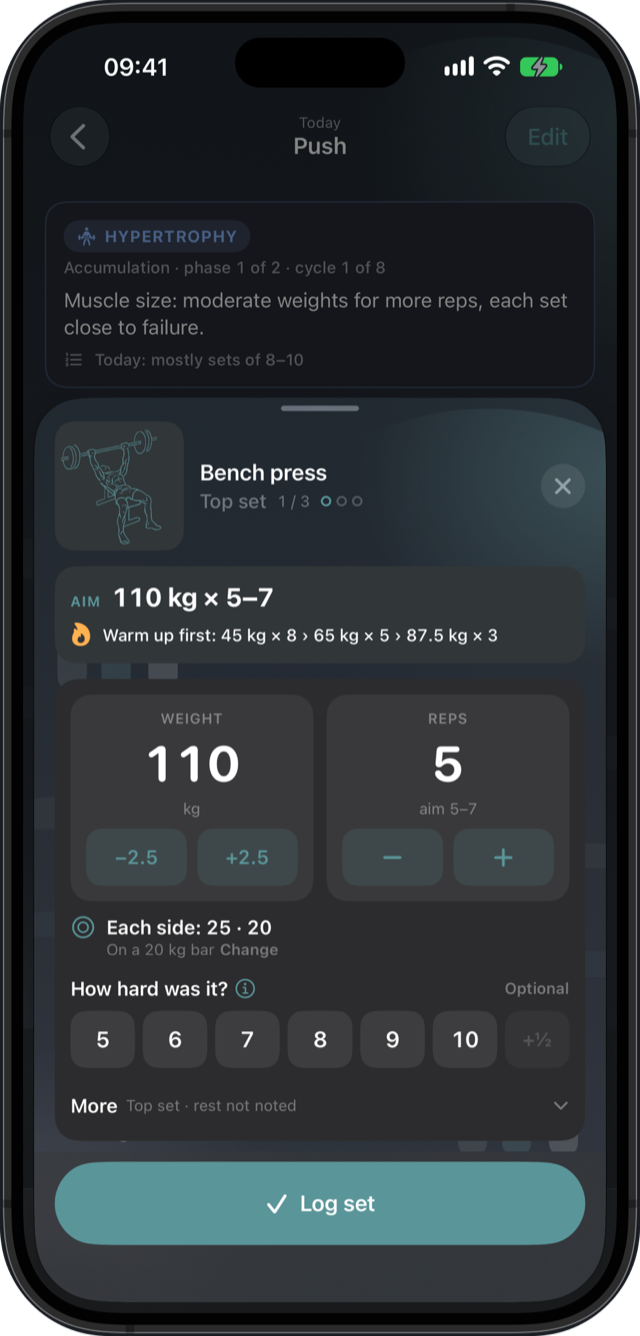 09:41
Today
Push
Edit
HYPERTROPHY
Accumulation · phase 1 of 2 · cycle 1 of 8
Muscle size: moderate weights for more reps, each set
close to failure.
Today: mostly sets of 8–10
Bench press
Top set 1 / 3
AIM 110 kg × 5–7
Warm up first: 45 kg × 8 › 65 kg × 5 › 87.5 kg × 3
WEIGHT
110
kg
−2.5 +2.5
REPS
5
aim 5–7
− +
Each side: 25 · 20
On a 20 kg bar Change
How hard was it? Optional
5 6 7 8 9 10 +½
More Top set · rest not noted
Log set